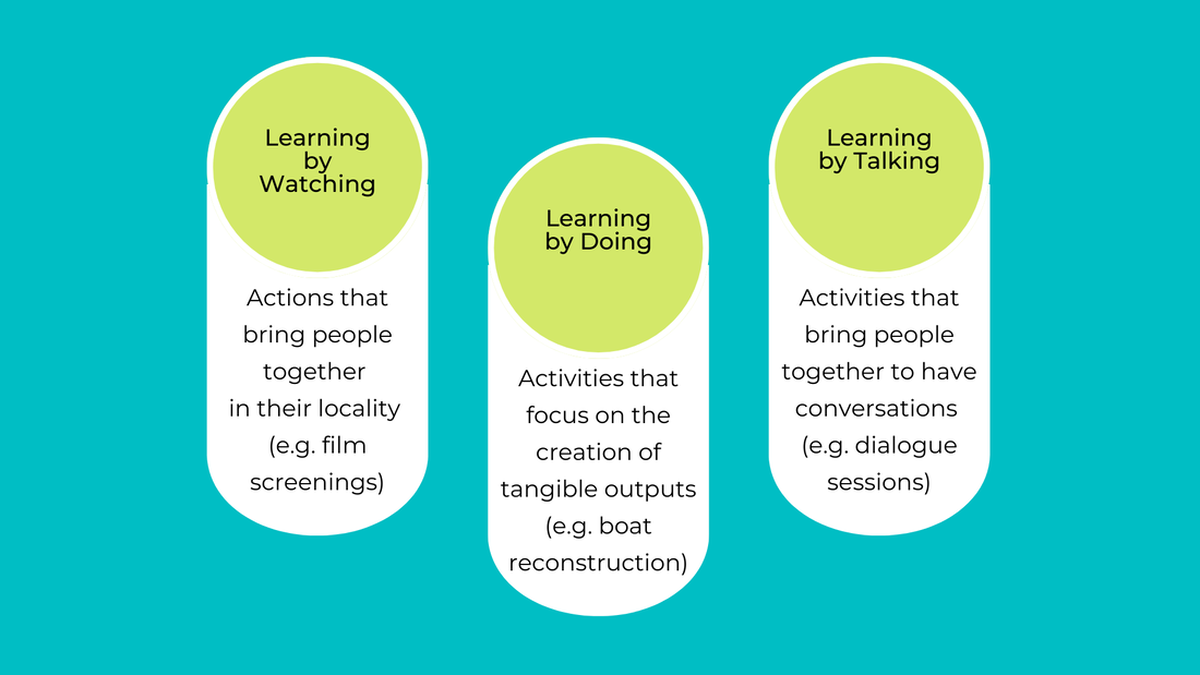 Learning
by
Watching
Actions that
bring people
together
in their locality
(e.g. film
screenings)
Learning
by Doing
Activities that
focus on the
creation of
tangible outputs
(e.g. boat
reconstruction)
Learning
by Talking
Activities that
bring people
together to have
conversations
(e.g. dialogue
sessions)